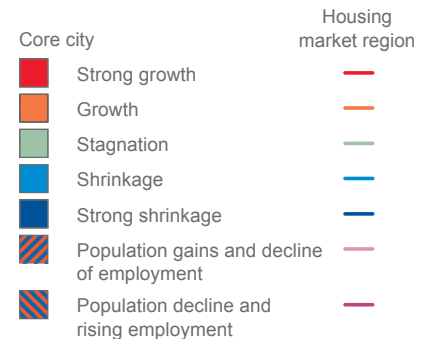 Housing
Core city market region
Strong growth
Growth
Stagnation
Shrinkage
Strong shrinkage
Population gains and decline
of employment
Population decline and
rising employment